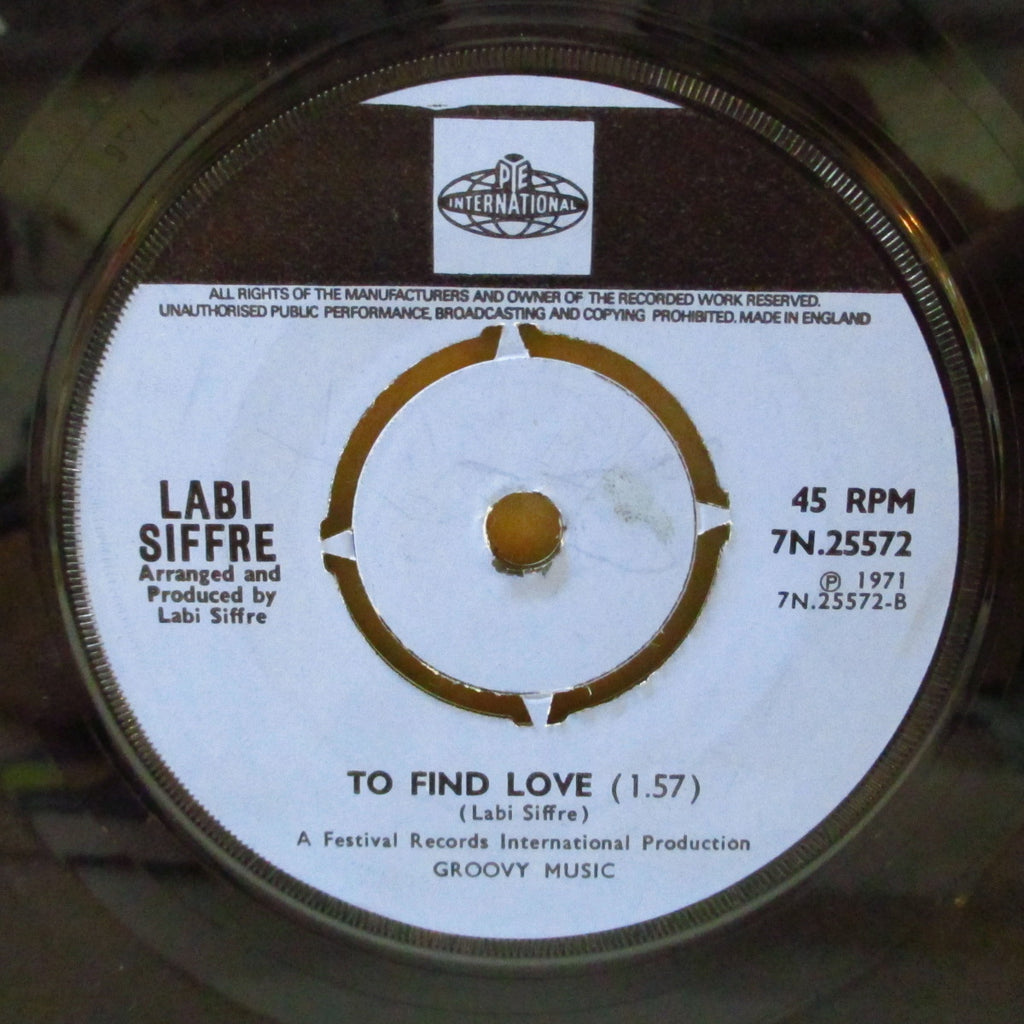 PYE
INTERNATIONAL
ALL RIGHTS OF THE MANUFACTURERS AND OWNER OF THE RECORDED WORK RESERVED.
UNAUTHORISED PUBLIC PERFORMANCE, BROADCASTING AND COPYING PROHIBITED. MADE IN ENGLAND
LABI
SIFFRE
Arranged and
Produced by
Labi Siffre
45 RPM
7N.25572
Ⓟ 1971
7N.25572-B
TO FIND LOVE (1.57)
(Labi Siffre)
A Festival Records International Production
GROOVY MUSIC